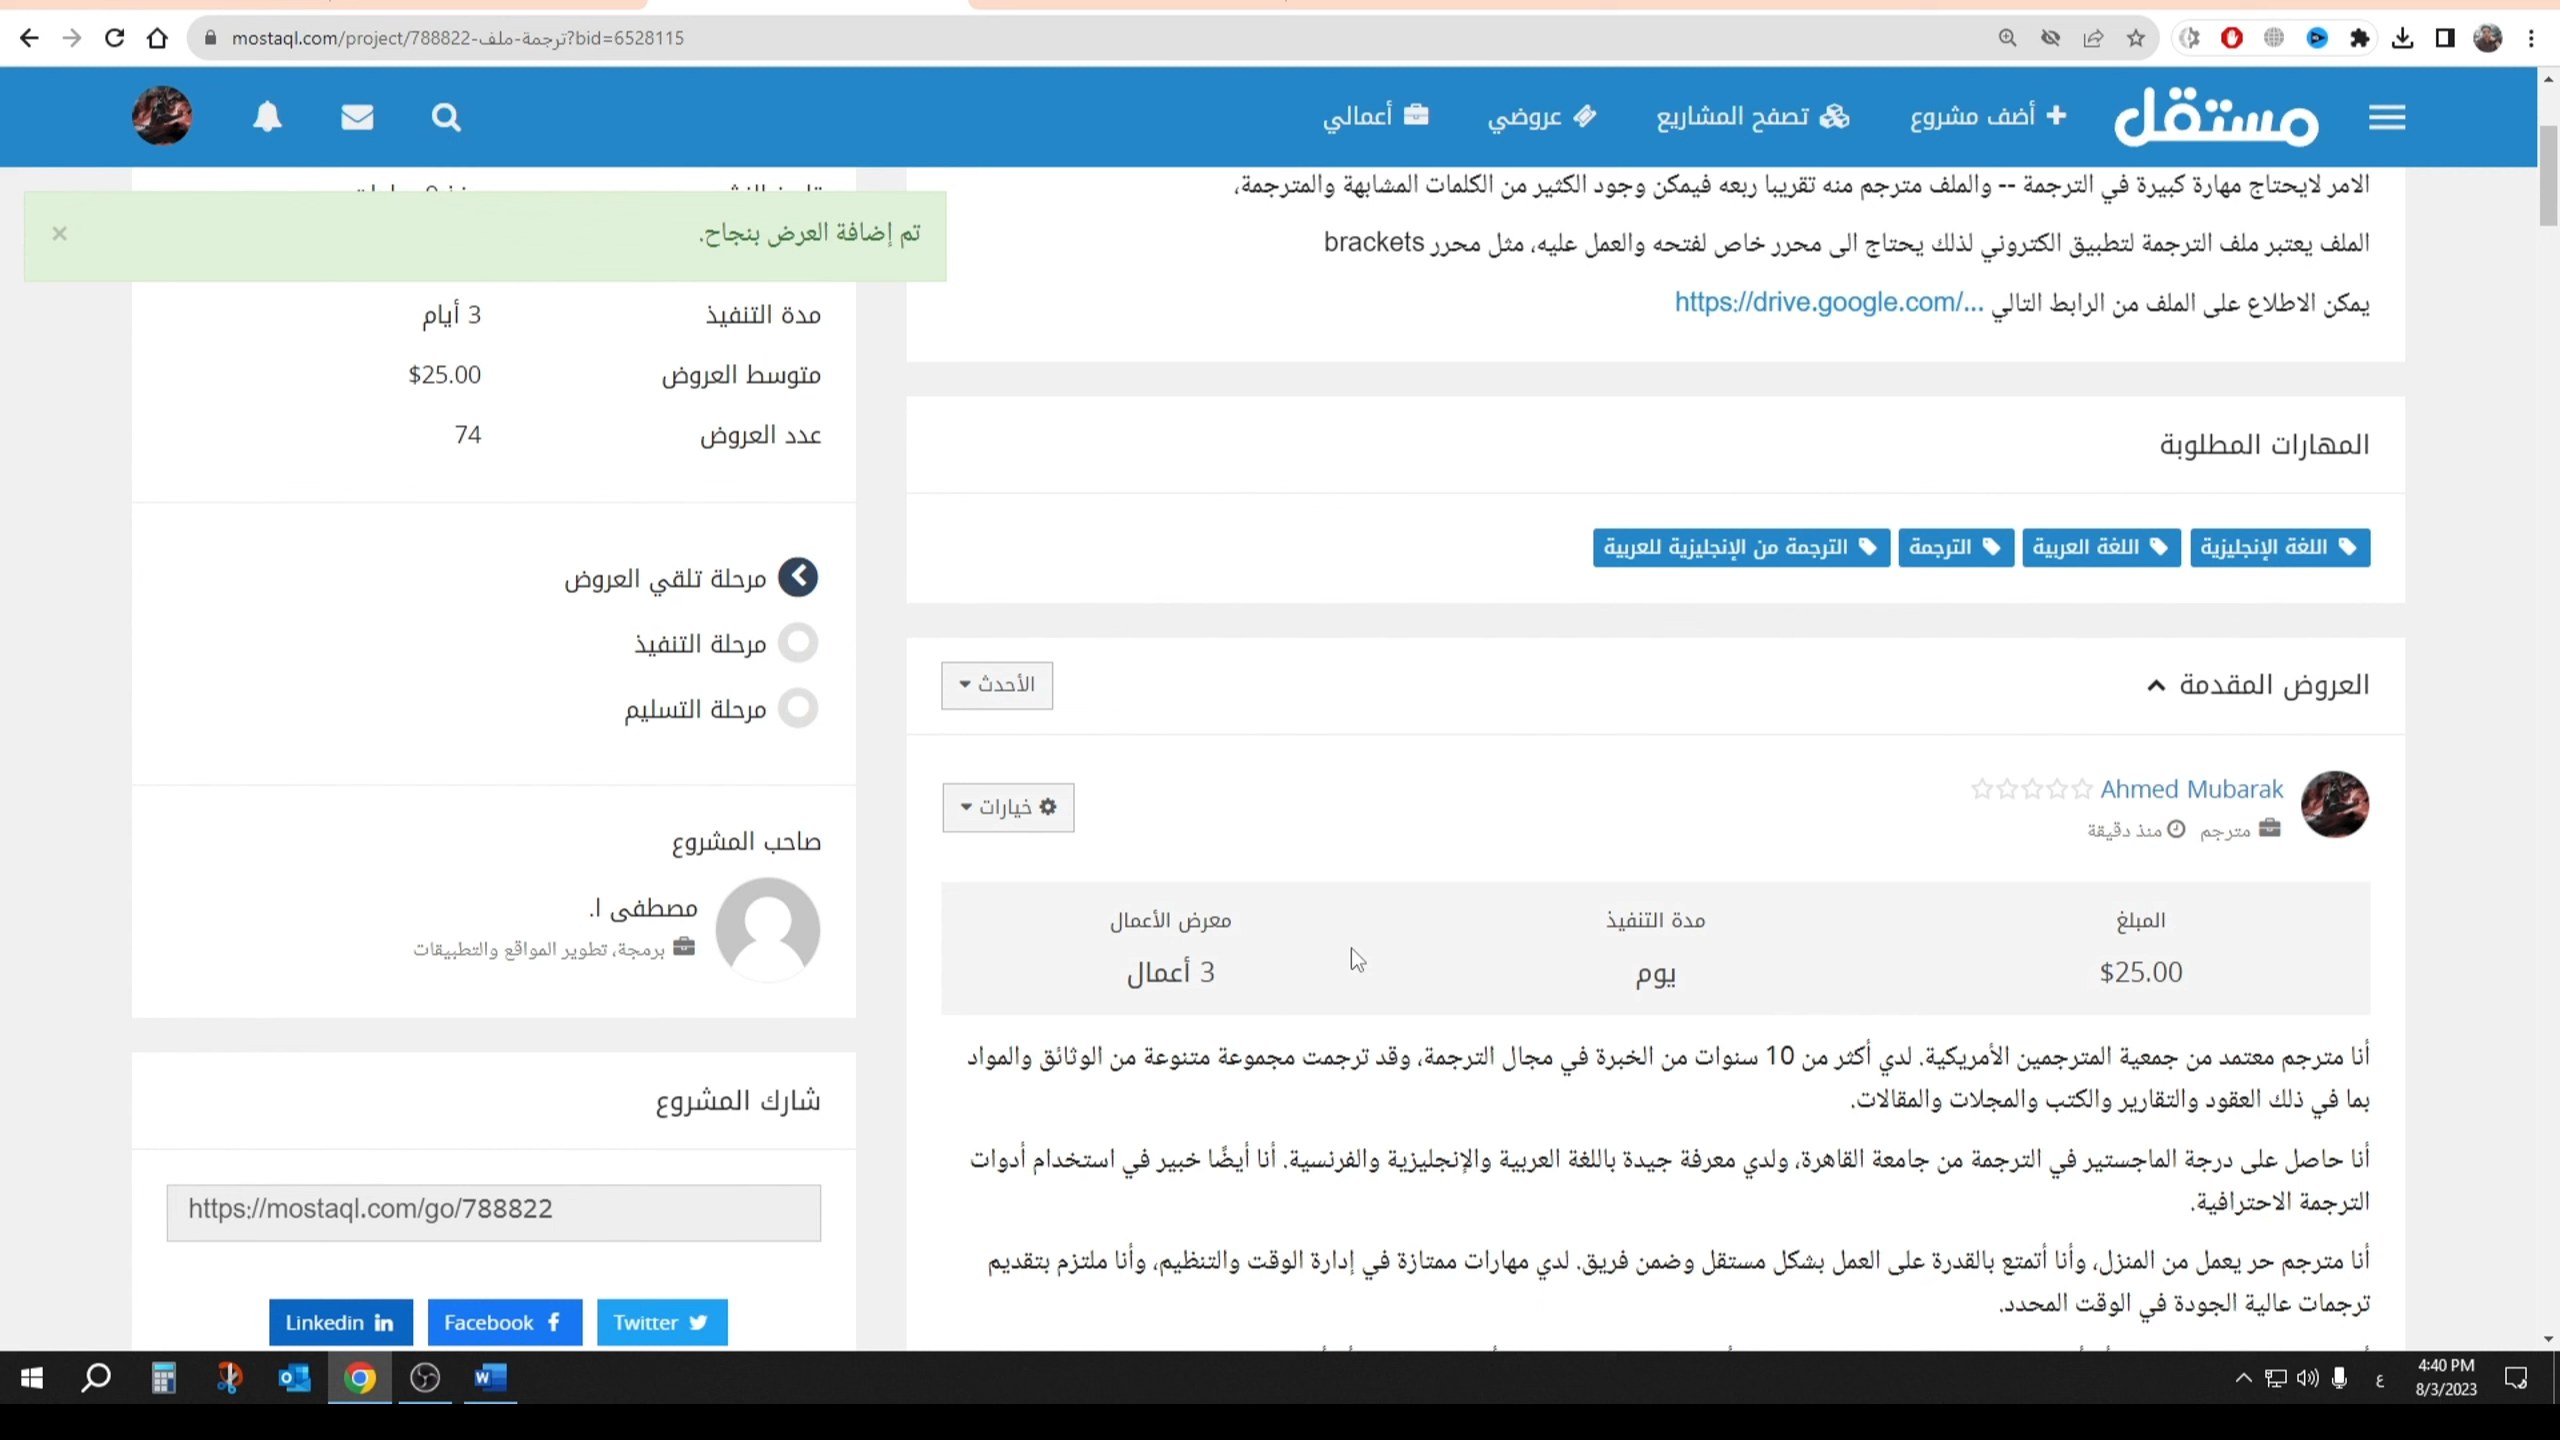 mostaql.com/project/788822-ترجمة-ملف?bid=6528115
مستقل
أضف مشروع
تصفح المشاريع
عروضي
أعمالي
تم إضافة العرض بنجاح.
×
الامر لايحتاج مهارة كبيرة في الترجمة -- والملف مترجم منه تقريبا ربعه فيمكن وجود الكثير من الكلمات المشابهة والمترجمة،
الملف يعتبر ملف الترجمة لتطبيق الكتروني لذلك يحتاج الى محرر خاص لفتحه والعمل عليه، مثل محرر brackets
يمكن الاطلاع على الملف من الرابط التالي https://drive.google.com/...
المهارات المطلوبة
اللغة الإنجليزية
اللغة العربية
الترجمة
الترجمة من الإنجليزية للعربية
العروض المقدمة
الأحدث
Ahmed Mubarak
مترجم
منذ دقيقة
خيارات
المبلغ
$25.00
مدة التنفيذ
يوم
معرض الأعمال
3 أعمال
أنا مترجم معتمد من جمعية المترجمين الأمريكية. لدي أكثر من 10 سنوات من الخبرة في مجال الترجمة، وقد ترجمت مجموعة متنوعة من الوثائق والمواد
بما في ذلك العقود والتقارير والكتب والمجلات والمقالات.
أنا حاصل على درجة الماجستير في الترجمة من جامعة القاهرة، ولدي معرفة جيدة باللغة العربية والإنجليزية والفرنسية. أنا أيضًا خبير في استخدام أدوات
الترجمة الاحترافية.
أنا مترجم حر يعمل من المنزل، وأنا أتمتع بالقدرة على العمل بشكل مستقل وضمن فريق. لدي مهارات ممتازة في إدارة الوقت والتنظيم، وأنا ملتزم بتقديم
ترجمات عالية الجودة في الوقت المحدد.
مدة التنفيذ
3 أيام
متوسط العروض
$25.00
عدد العروض
74
مرحلة تلقي العروض
مرحلة التنفيذ
مرحلة التسليم
صاحب المشروع
مصطفى ا.
برمجة، تطوير المواقع والتطبيقات
شارك المشروع
https://mostaql.com/go/788822
Linkedin
Facebook
Twitter
ع
4:40 PM
8/3/2023